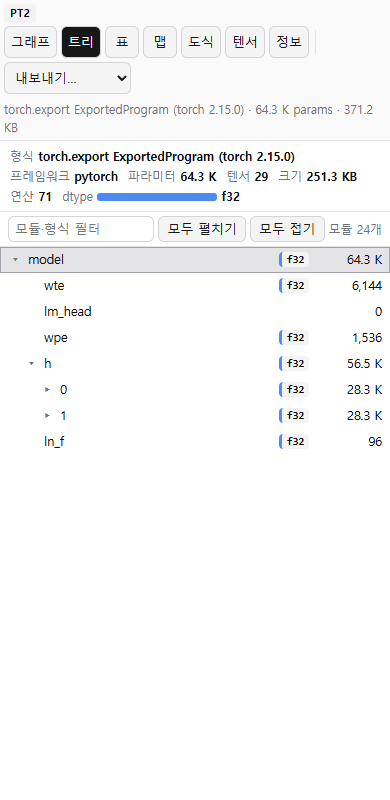 PT2
그래프 트리 표 맵 도식 텐서 정보
내보내기...
torch.export ExportedProgram (torch 2.15.0) · 64.3 K params · 371.2
KB
형식 torch.export ExportedProgram (torch 2.15.0)
프레임워크 pytorch 파라미터 64.3 K 텐서 29 크기 251.3 KB
연산 71 dtype f32
모듈·형식 필터 모두 펼치기 모두 접기 모듈 24개
model f32 64.3 K
wte f32 6,144
lm_head 0
wpe f32 1,536
h f32 56.5 K
0 f32 28.3 K
1 f32 28.3 K
ln_f f32 96